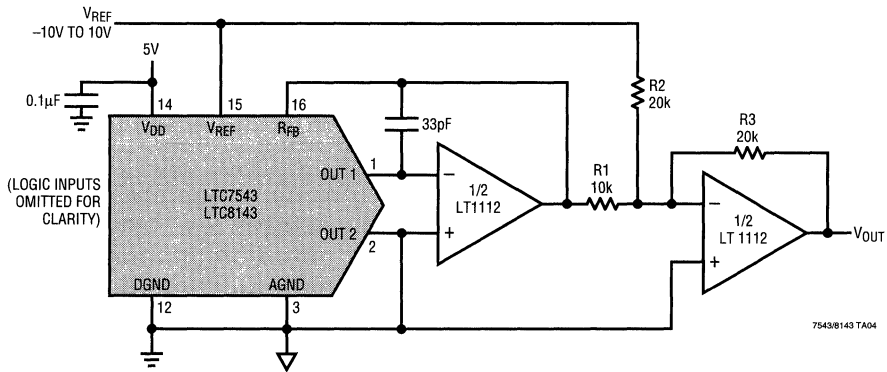 VREF
–10V TO 10V
5V
0.1µF
14
15
16
VDD
VREF
RFB
33pF
R2
20k
R3
20k
(LOGIC INPUTS
OMITTED FOR
CLARITY)
LTC7543
LTC8143
OUT 1
1
OUT 2
2
–
+
1/2
LT1112
R1
10k
–
+
1/2
LT 1112
VOUT
DGND
AGND
12
3
7543/8143 TA04